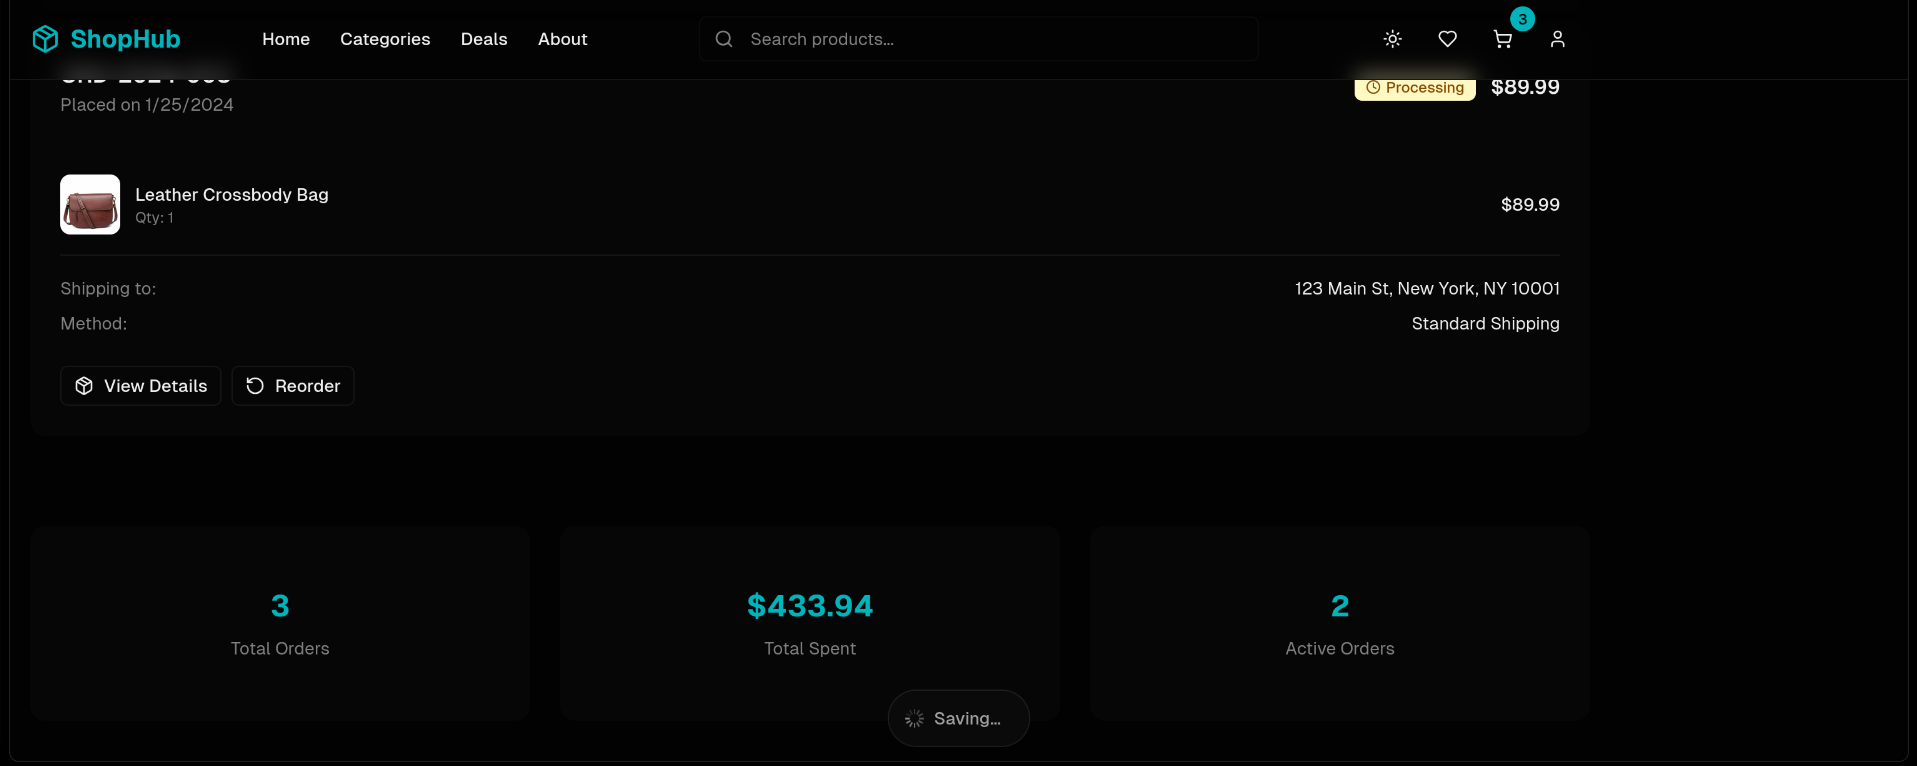 ShopHub
Home Categories Deals About
Search products...
3
Placed on 1/25/2024
Processing $89.99
Leather Crossbody Bag
Qty: 1
$89.99
Shipping to: 123 Main St, New York, NY 10001
Method: Standard Shipping
View Details Reorder
3
Total Orders
$433.94
Total Spent
2
Active Orders
Saving...